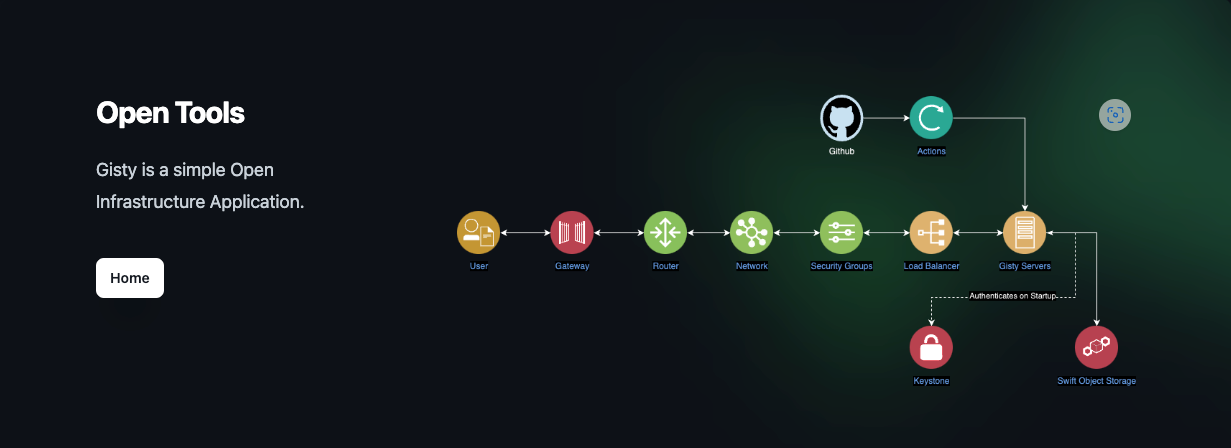 Open Tools
Gisty is a simple Open
Infrastructure Application.
Home
Github
Actions
User
Gateway
Router
Network
Security Groups
Load Balancer
Gisty Servers
Authenticates on Startup
Keystone
Swift Object Storage